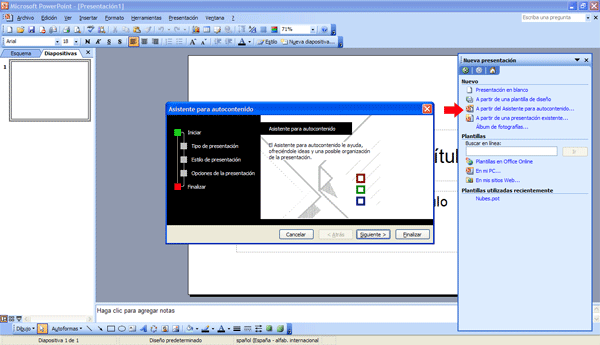 Microsoft PowerPoint - [Presentación1]
Archivo Edición Ver Insertar Formato Herramientas Presentación Ventana ?
Escriba una pregunta
71%
Arial 18 N K S S Estilo Nueva diapositiva...
Esquema Diapositivas
1
Nueva presentación
Nuevo
Presentación en blanco
A partir de una plantilla de diseño
A partir del Asistente para autocontenido...
A partir de una presentación existente...
Álbum de fotografías...
Plantillas
Buscar en línea:
Plantillas en Office Online
En mi PC...
En mis sitios Web...
Plantillas utilizadas recientemente
Nubes.pot
Asistente para autocontenido
Iniciar
Tipo de presentación
Estilo de presentación
Opciones de la presentación
Finalizar
Asistente para autocontenido
El Asistente para autocontenido le ayuda,
ofreciéndole ideas y una posible organización
de la presentación.
Cancelar < Atrás Siguiente > Finalizar
ítul
ulo
Haga clic para agregar notas
Dibujo Autoformas
Diapositiva 1 de 1 Diseño predeterminado spañol (España - alfab. internacional